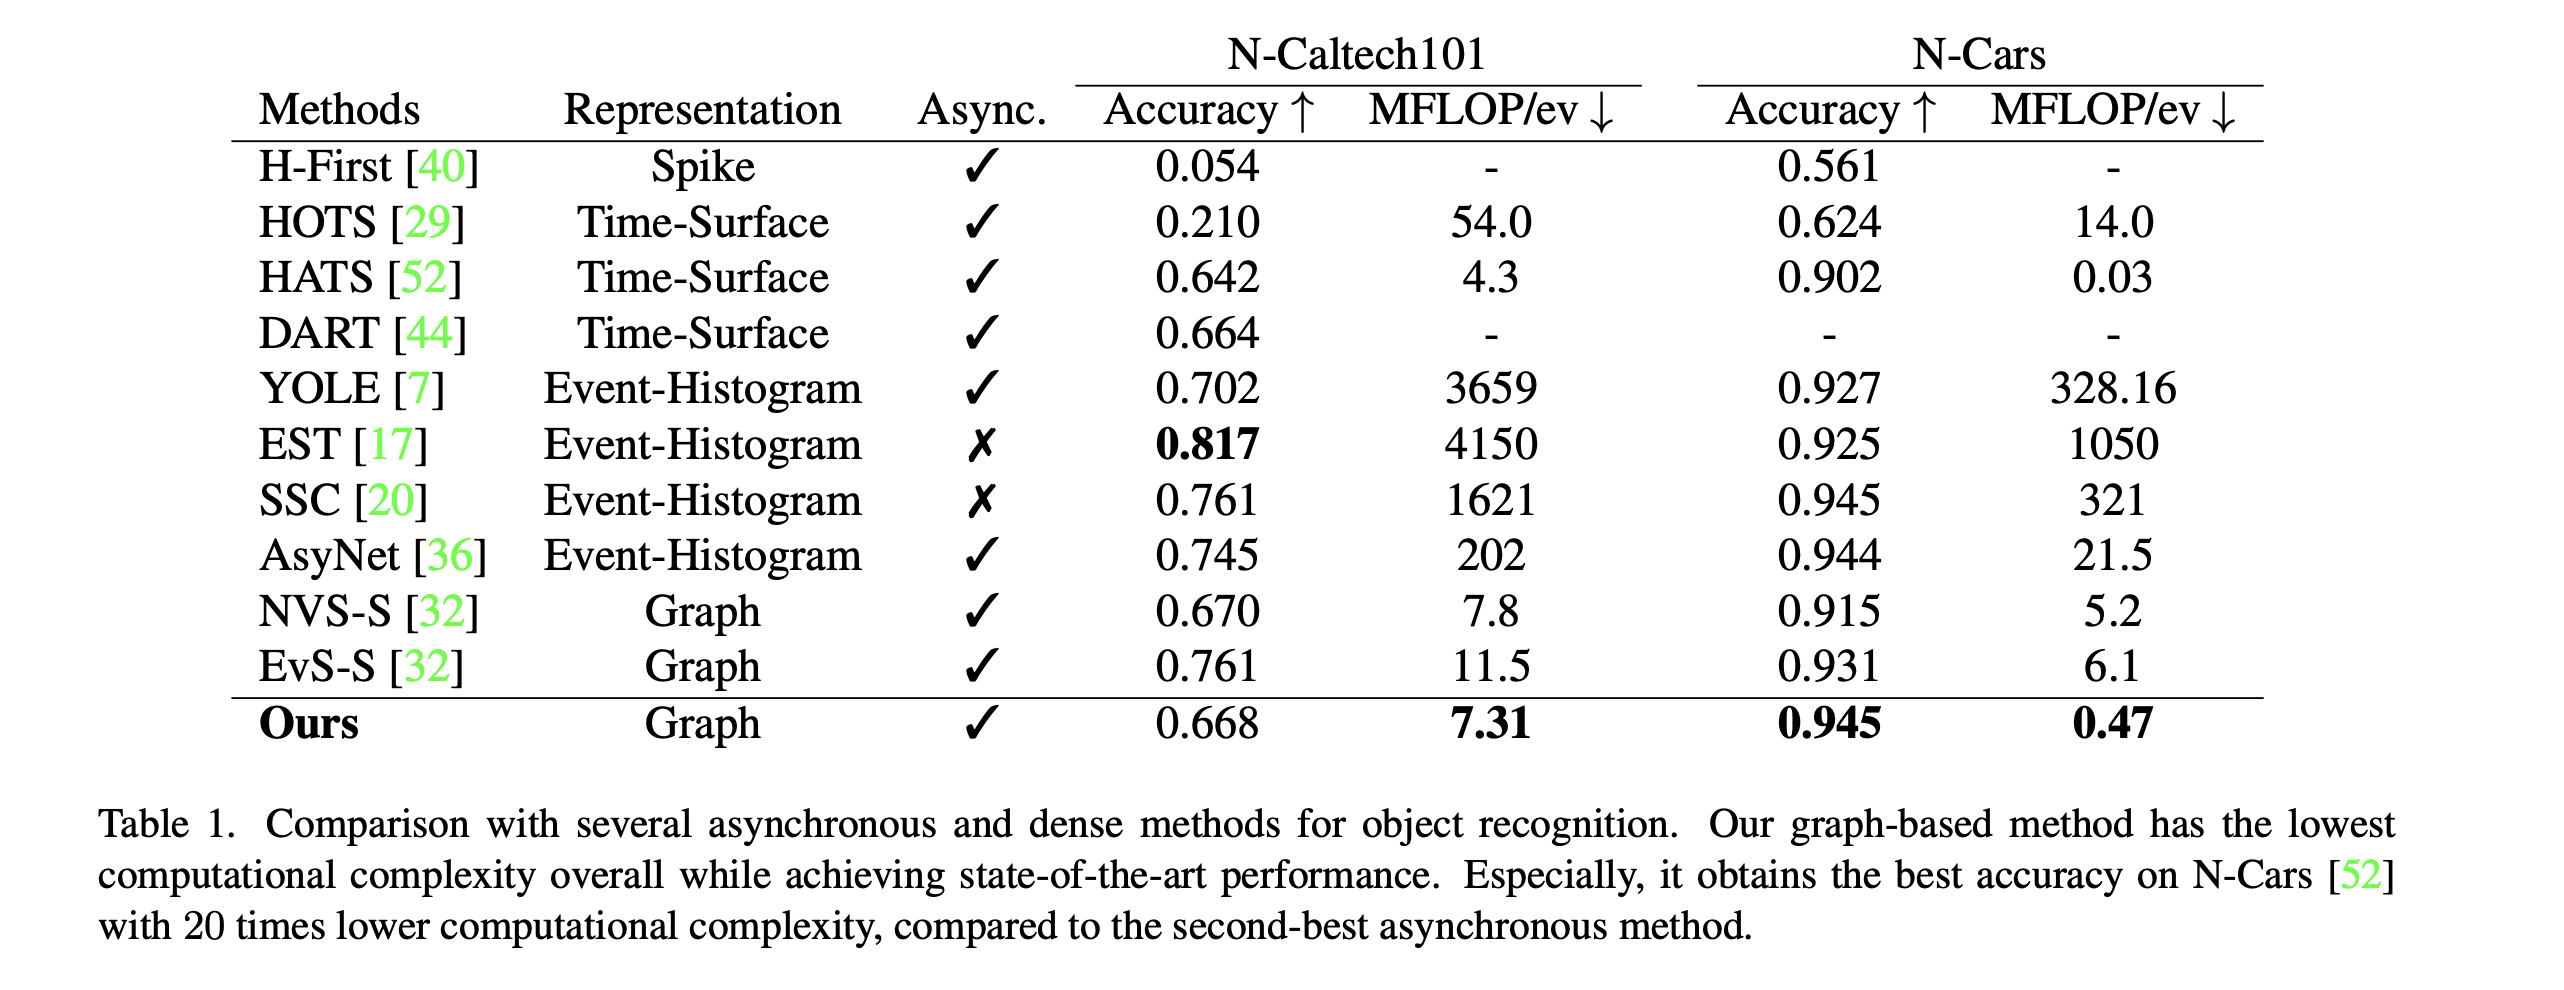 N-Caltech101 N-Cars
Methods Representation Async. Accuracy ↑ MFLOP/ev ↓ Accuracy ↑ MFLOP/ev ↓
H-First [40] Spike ✓ 0.054 - 0.561 -
HOTS [29] Time-Surface ✓ 0.210 54.0 0.624 14.0
HATS [52] Time-Surface ✓ 0.642 4.3 0.902 0.03
DART [44] Time-Surface ✓ 0.664 - - -
YOLE [7] Event-Histogram ✓ 0.702 3659 0.927 328.16
EST [17] Event-Histogram ✗ 0.817 4150 0.925 1050
SSC [20] Event-Histogram ✗ 0.761 1621 0.945 321
AsyNet [36] Event-Histogram ✓ 0.745 202 0.944 21.5
NVS-S [32] Graph ✓ 0.670 7.8 0.915 5.2
EvS-S [32] Graph ✓ 0.761 11.5 0.931 6.1
Ours Graph ✓ 0.668 7.31 0.945 0.47
Table 1. Comparison with several asynchronous and dense methods for object recognition. Our graph-based method has the lowest
computational complexity overall while achieving state-of-the-art performance. Especially, it obtains the best accuracy on N-Cars [52]
with 20 times lower computational complexity, compared to the second-best asynchronous method.